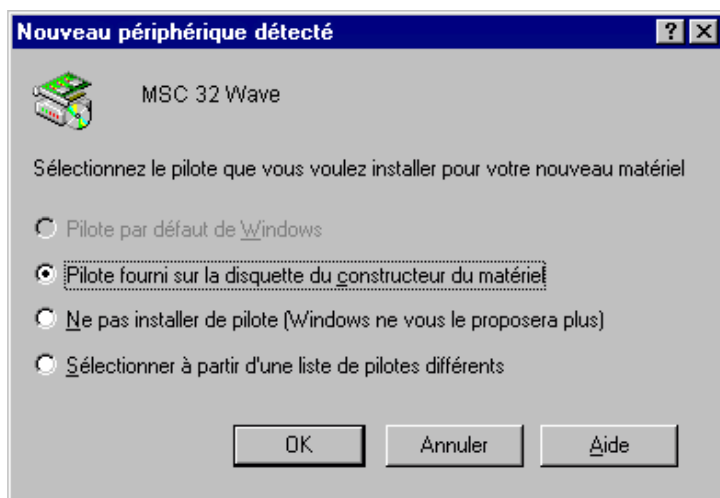 Nouveau périphérique détecté
MSC 32 Wave
Sélectionnez le pilote que vous voulez installer pour votre nouveau matériel
Pilote par défaut de Windows
Pilote fourni sur la disquette du constructeur du matériel
Ne pas installer de pilote (Windows ne vous le proposera plus)
Sélectionner à partir d'une liste de pilotes différents
OK Annuler Aide